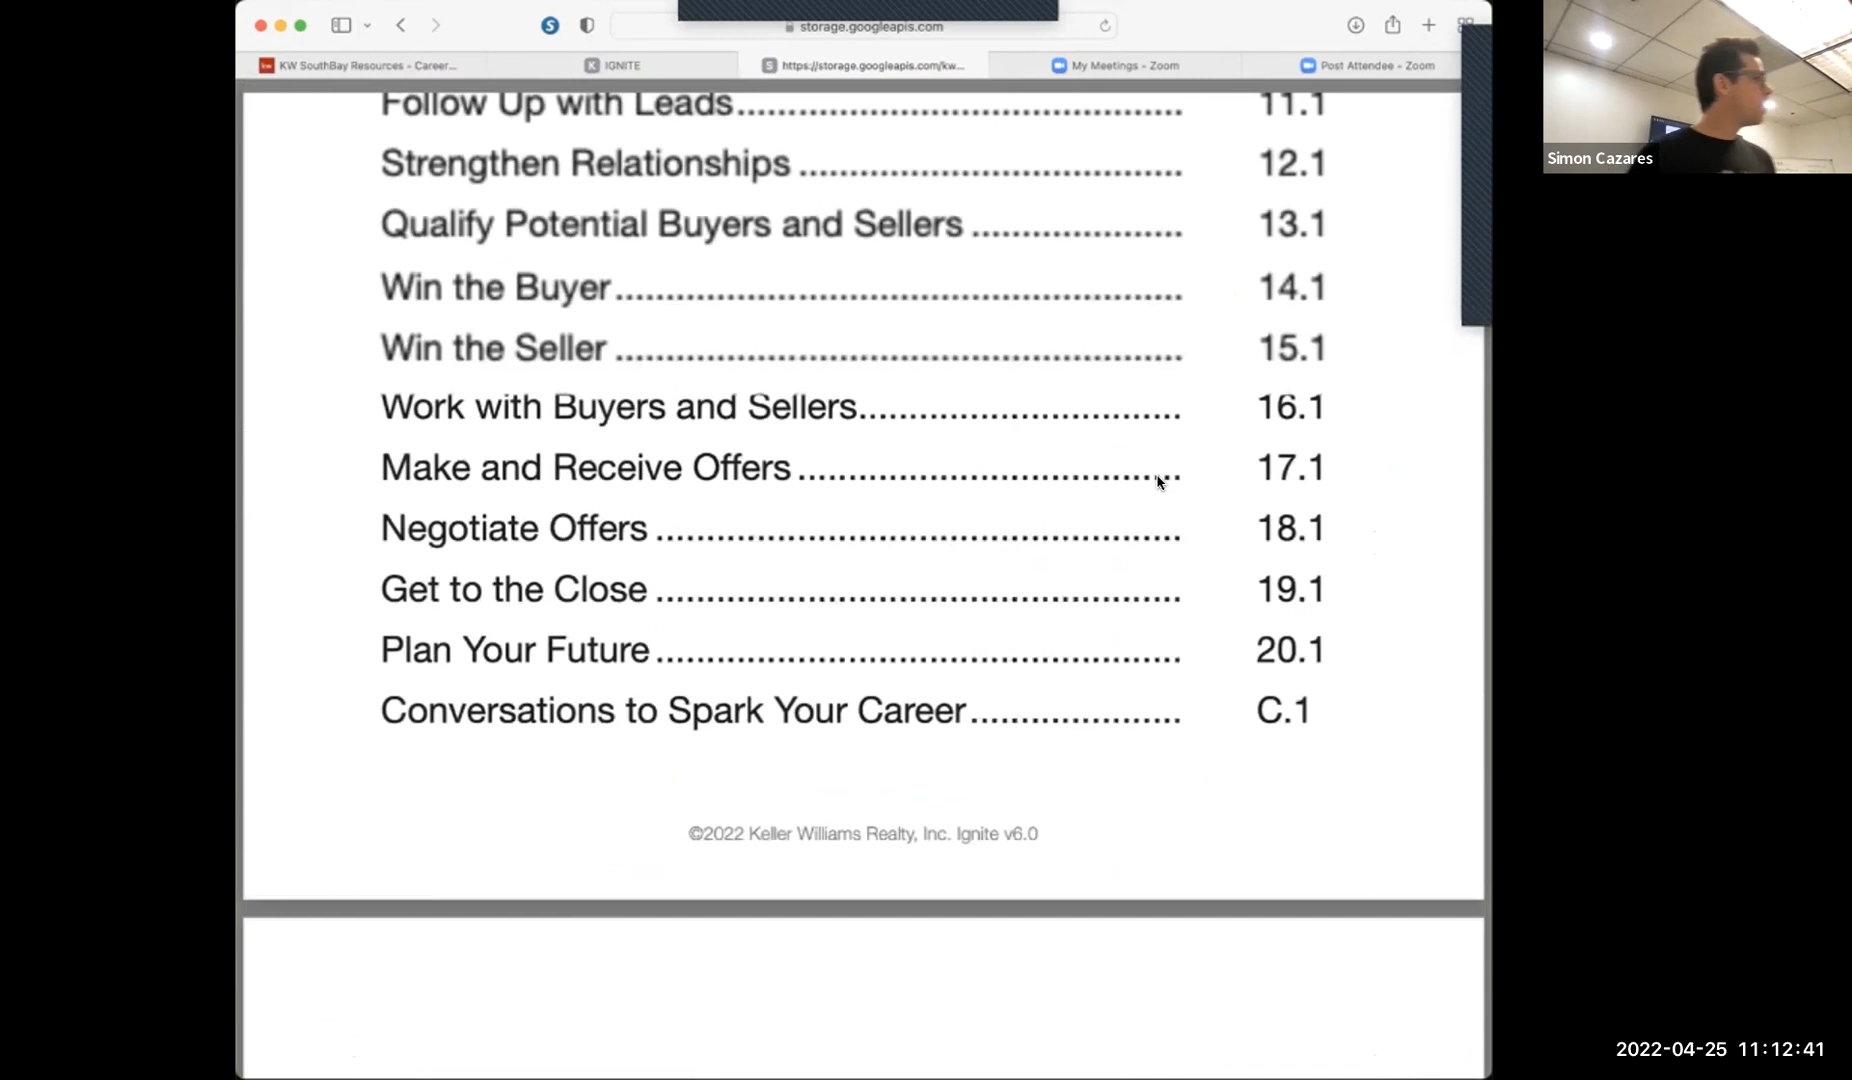 storage.googleapis.com
KW SouthBay Resources - Career...
IGNITE
https://storage.googleapis.com/kw...
My Meetings - Zoom
Post Attendee - Zoom
Simon Cazares
Follow Up with Leads........................................... 11.1
Strengthen Relationships ..................................... 12.1
Qualify Potential Buyers and Sellers .................... 13.1
Win the Buyer...................................................... 14.1
Win the Seller ...................................................... 15.1
Work with Buyers and Sellers............................... 16.1
Make and Receive Offers ..................................... 17.1
Negotiate Offers .................................................. 18.1
Get to the Close .................................................. 19.1
Plan Your Future.................................................. 20.1
Conversations to Spark Your Career.................... C.1
©2022 Keller Williams Realty, Inc. Ignite v6.0
2022-04-25 11:12:41